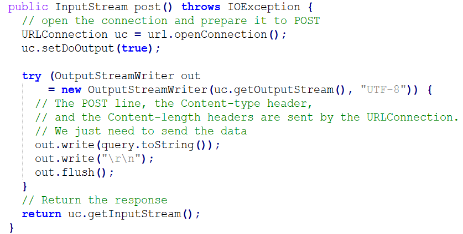 public InputStream post() throws IOException {
  // open the connection and prepare it to POST
  URLConnection uc = url.openConnection();
  uc.setDoOutput(true);

  try (OutputStreamWriter out
      = new OutputStreamWriter(uc.getOutputStream(), "UTF-8")) {
    // The POST line, the Content-type header,
    // and the Content-length headers are sent by the URLConnection.
    // We just need to send the data
    out.write(query.toString());
    out.write("\r\n");
    out.flush();
  }
  // Return the response
  return uc.getInputStream();
}